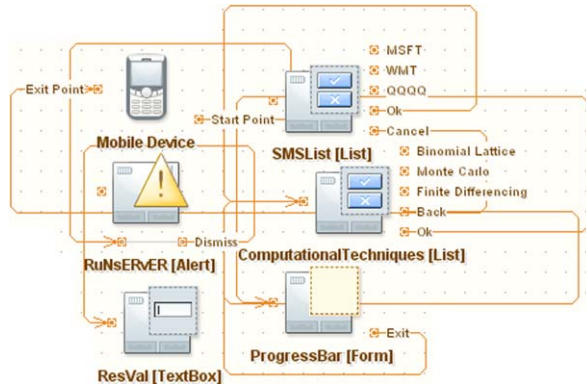 MSFT
WMT
QQQQ
Exit Point
Ok
Start Point
Cancel
Mobile Device
SMSList [List]
Binomial Lattice
Monte Carlo
Finite Differencing
Back
Ok
Dismiss
ComputationalTechniques [List]
RuNsERvER [Alert]
Exit
ProgressBar [Form]
ResVal [TextBox]